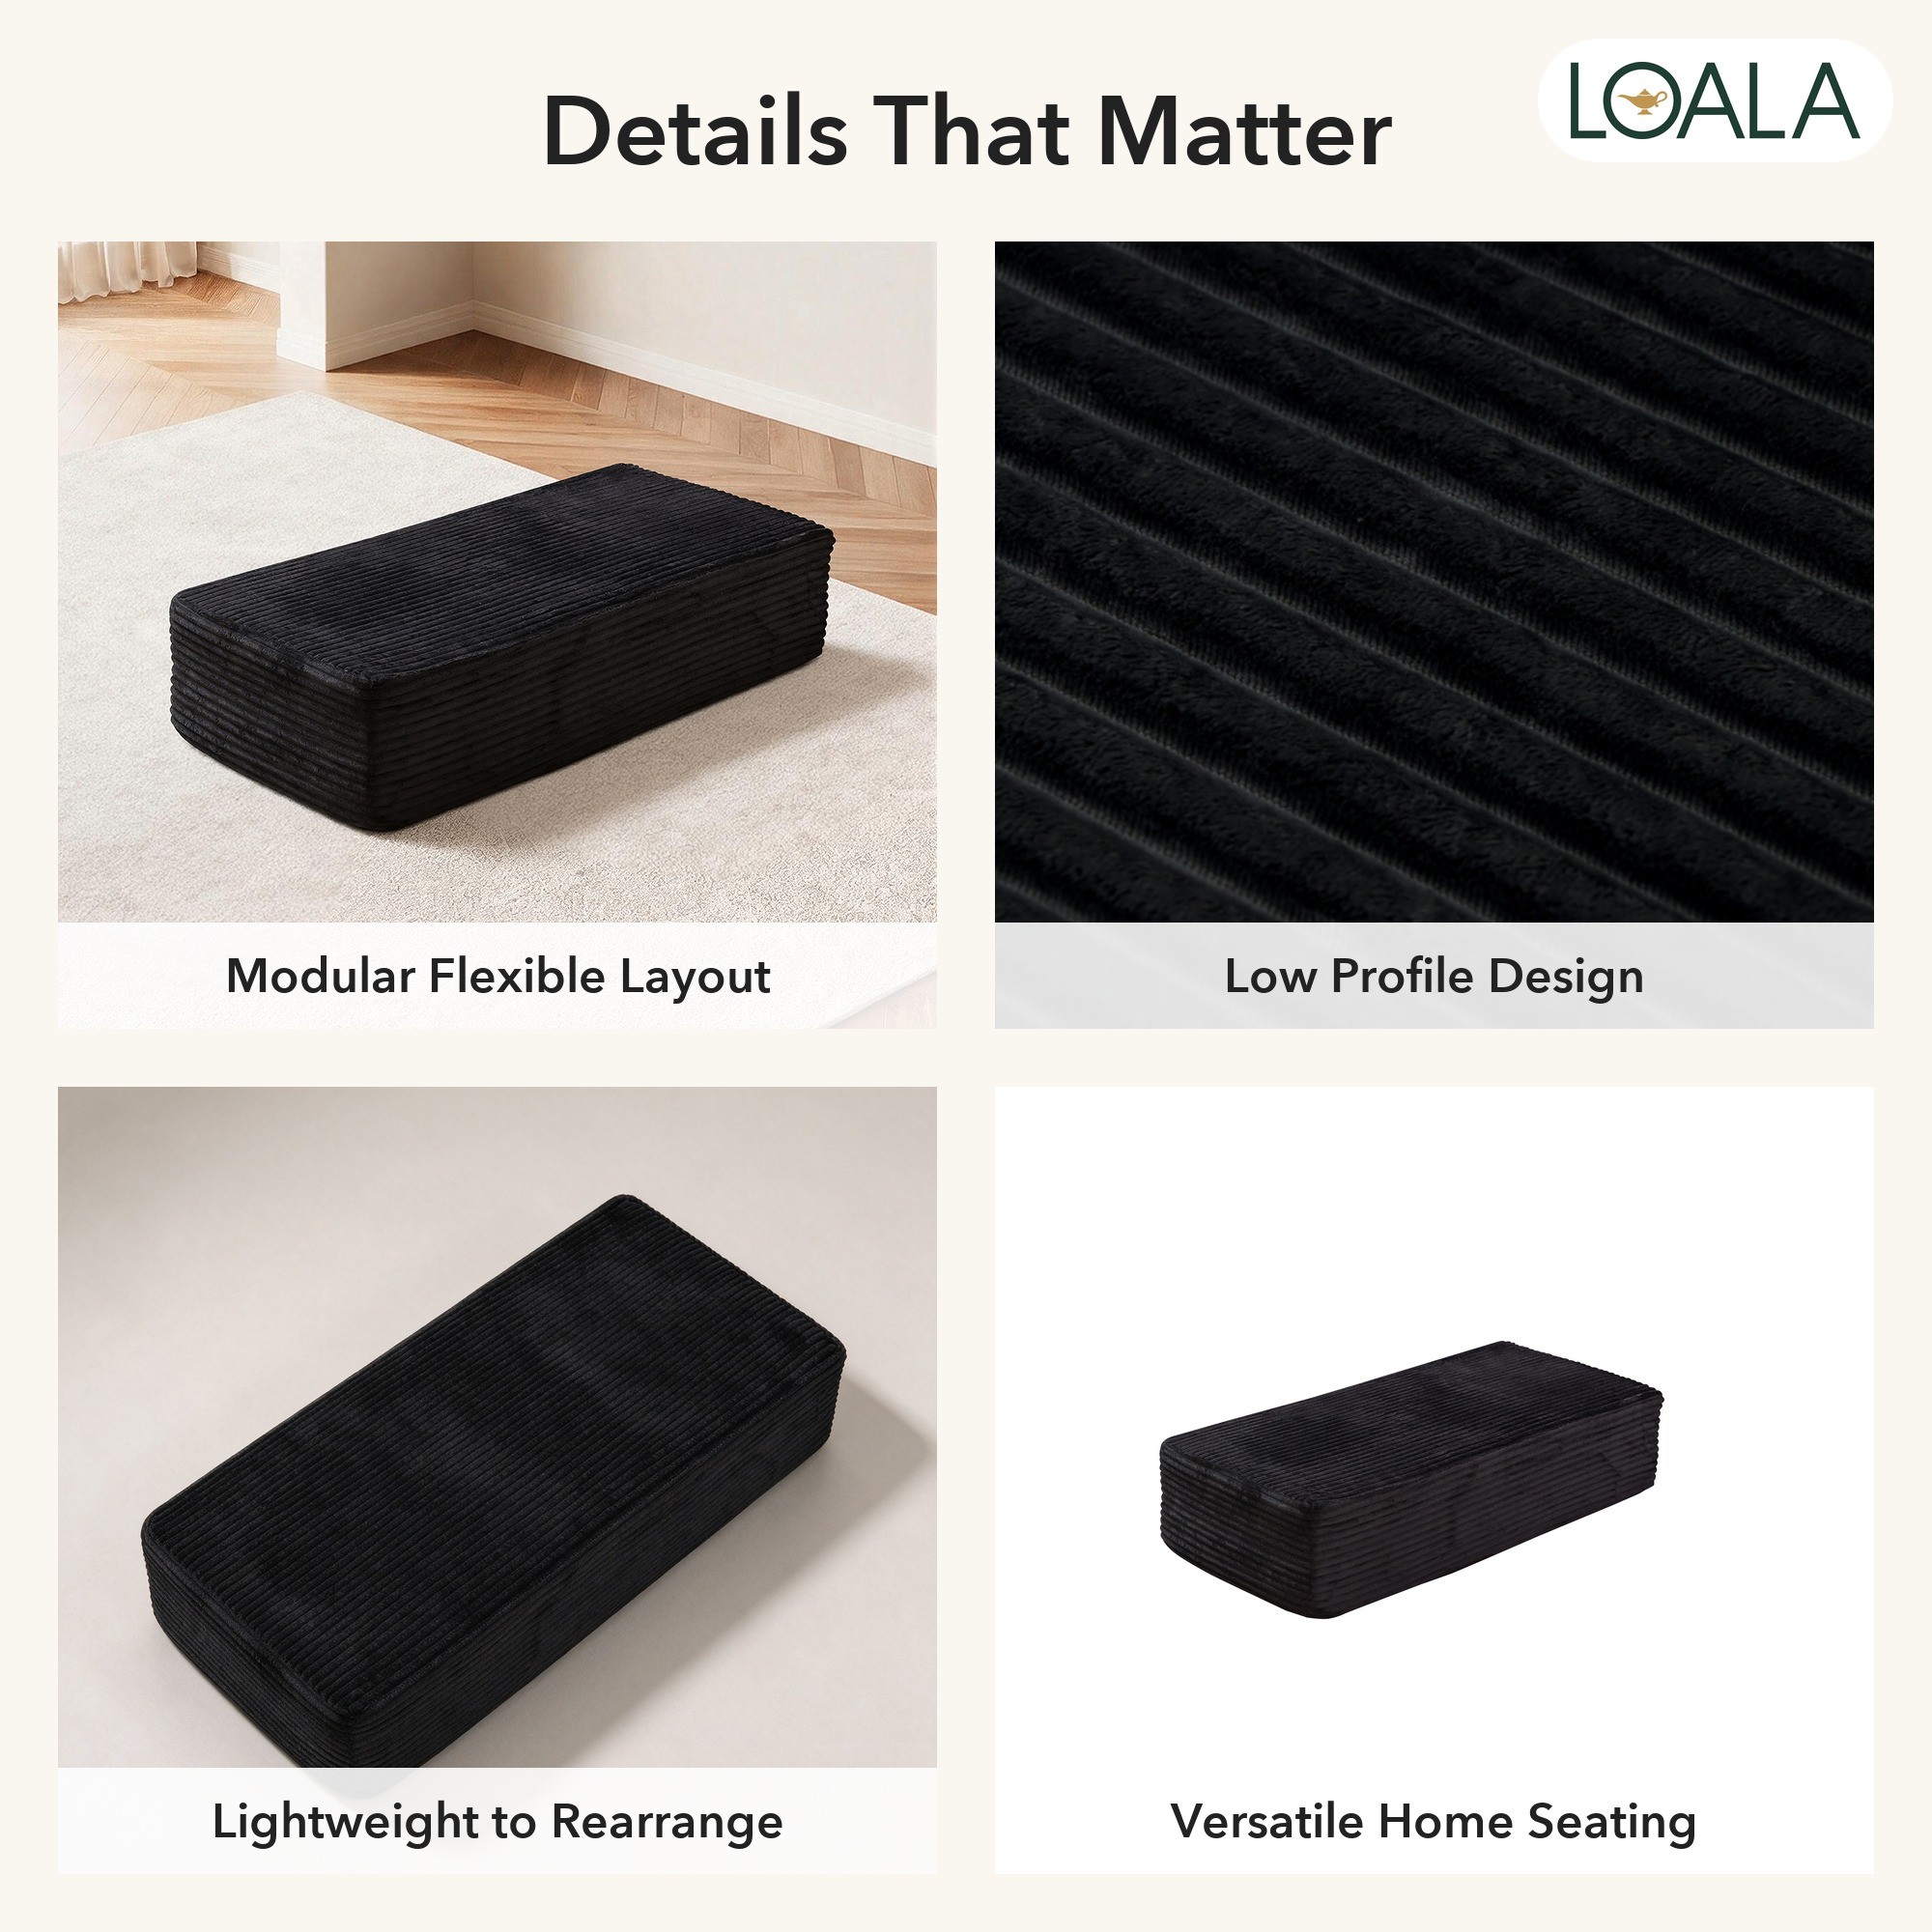 Details That Matter
LOALA
Modular Flexible Layout
Low Profile Design
Lightweight to Rearrange
Versatile Home Seating